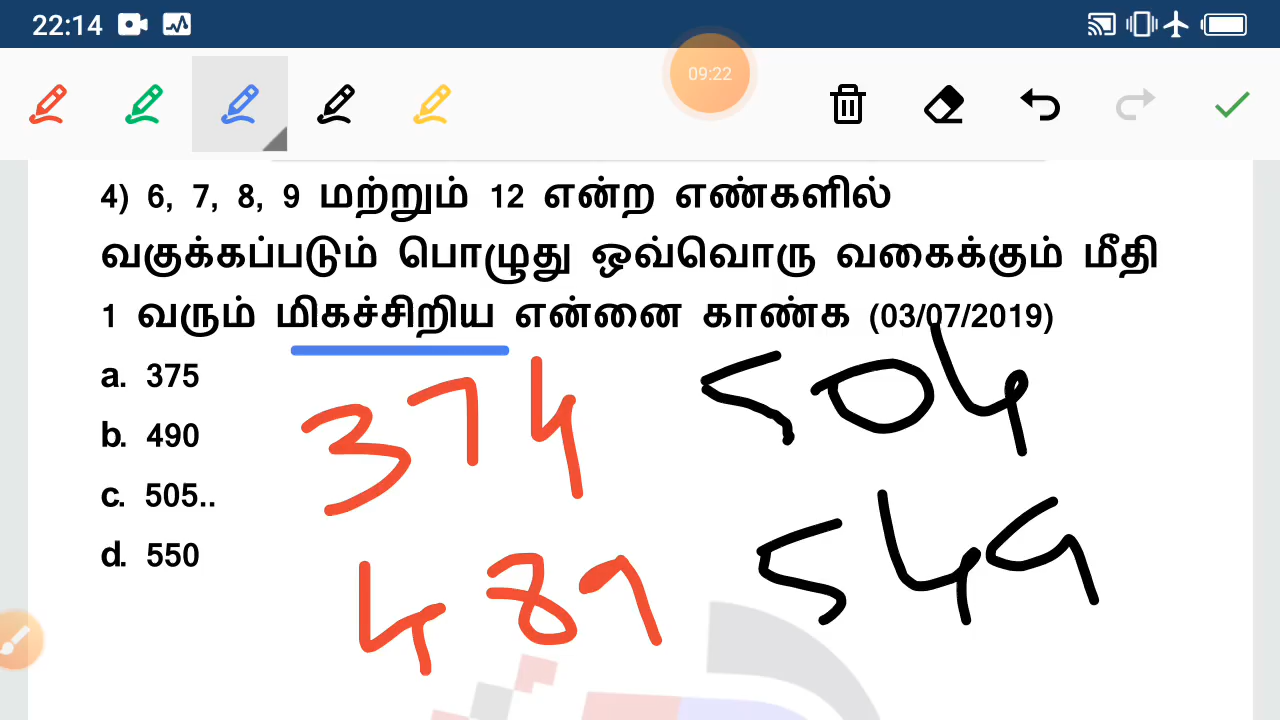 22:14
09:22
4) 6, 7, 8, 9 மற்றும் 12 என்ற எண்களில்
வகுக்கப்படும் பொழுது ஒவ்வொரு வகைக்கும் மீதி
1 வரும் மிகச்சிறிய என்னை காண்க (03/07/2019)
a. 375
b. 490
c. 505..
d. 550
374
504
489
549